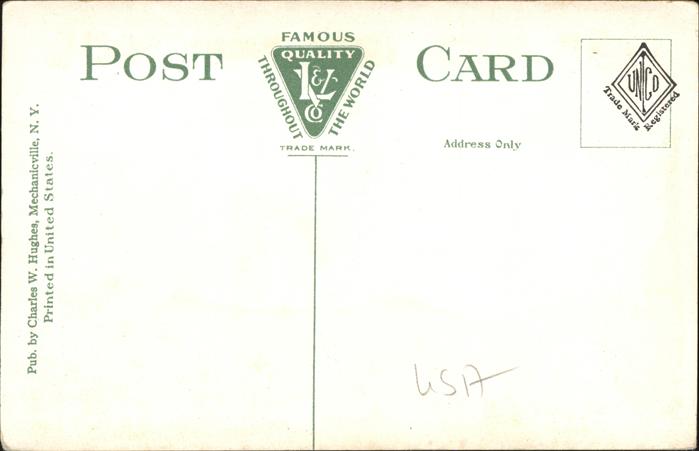 POST CARD
FAMOUS
QUALITY
THROUGHOUT
THE WORLD
TRADE MARK.
Address Only
UNCO
Trade Mark Registered
Pub. by Charles W. Hughes, Mechanicville, N. Y.
Printed in United States.
USA